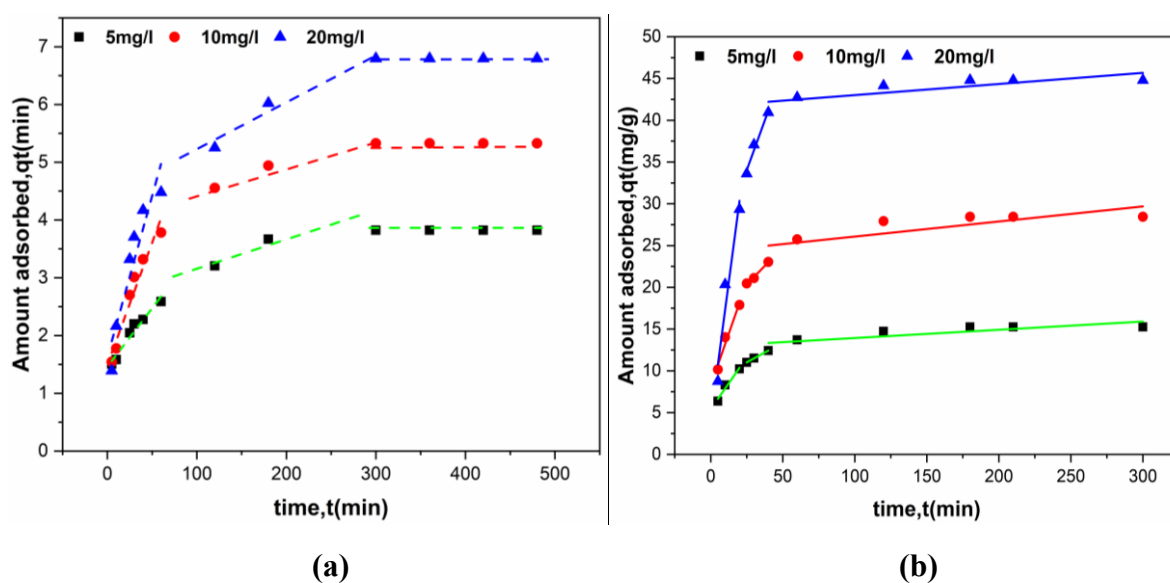 5mg/l 10mg/l 20mg/l
Amount adsorbed,qt(min)
7
6
5
4
3
2
1
0
0 100 200 300 400 500
time,t(min)
(a)
5mg/l 10mg/l 20mg/l
Amount adsorbed,qt(mg/g)
50
45
40
35
30
25
20
15
10
5
0
0 50 100 150 200 250 300
time,t(min)
(b)